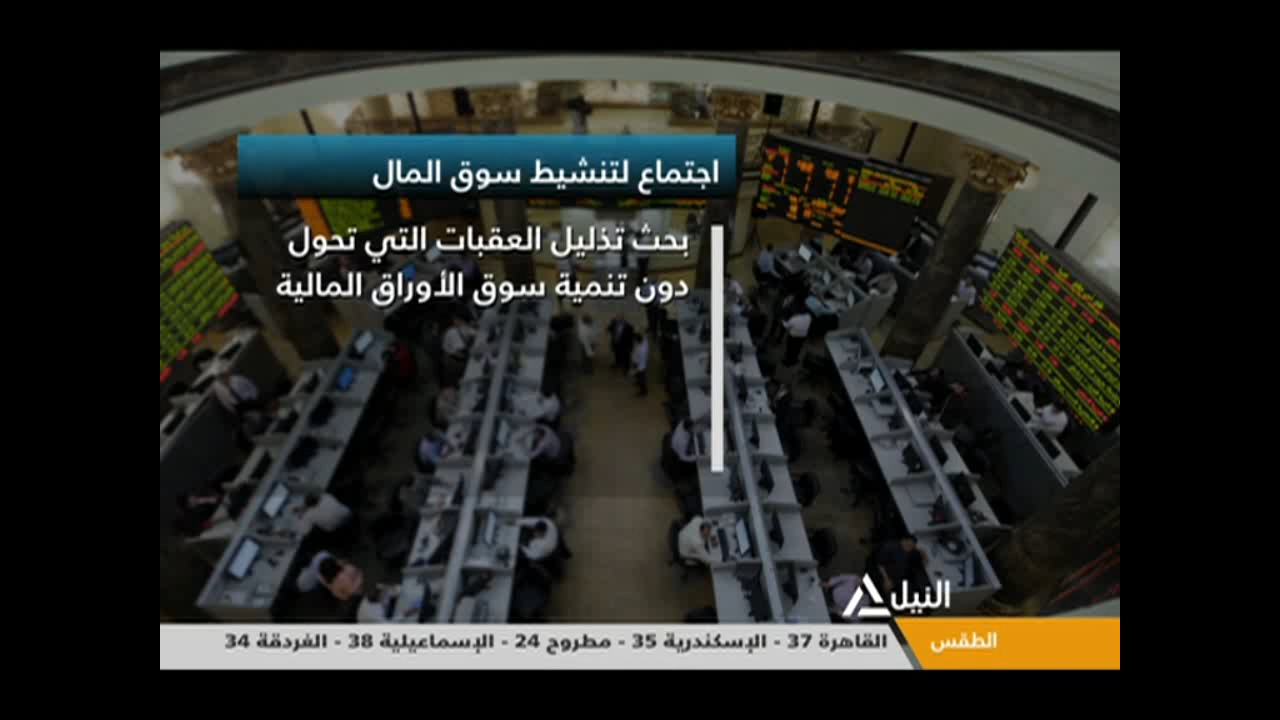 اجتماع لتنشيط سوق المال
بحث تذليل العقبات التي تحول
دون تنمية سوق الأوراق المالية
النيل
الطقس
القاهرة 37 - الإسكندرية 35 - مطروح 24 - الإسماعيلية 38 - الغردقة 34